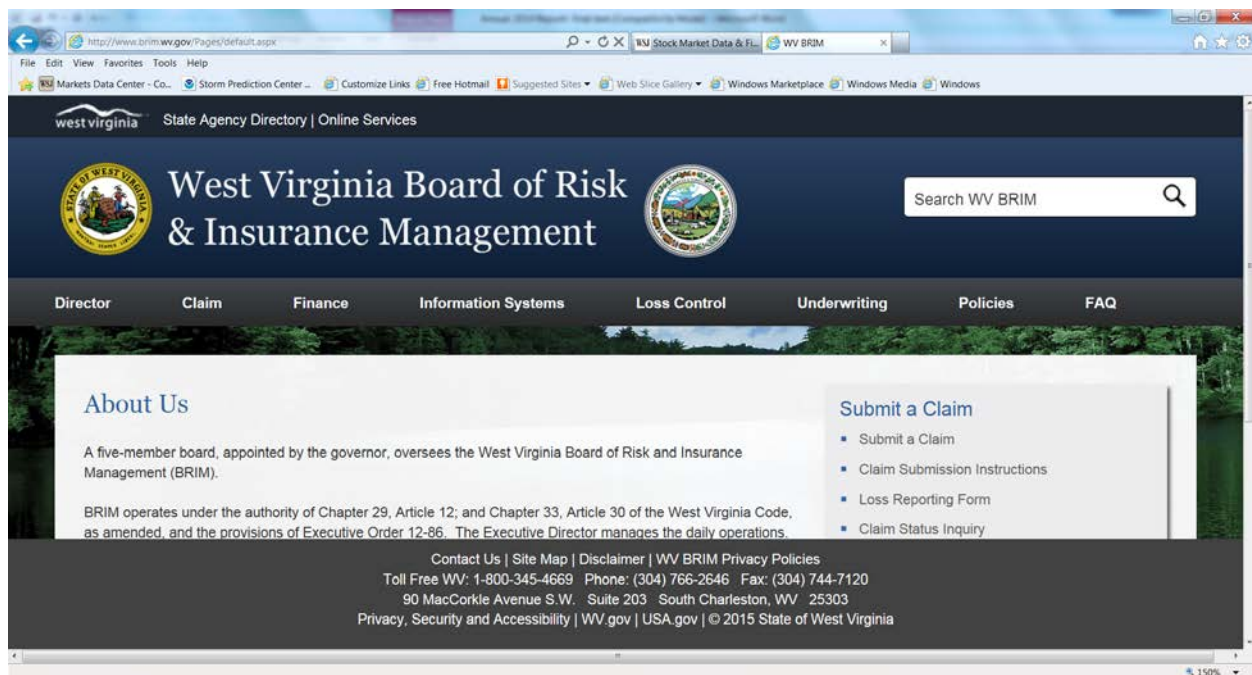 http://www.brim.wv.gov/Pages/default.aspx
WSJ Stock Market Data & Fi...
WV BRIM
File Edit View Favorites Tools Help
Markets Data Center - Co...
Storm Prediction Center ...
Customize Links
Free Hotmail
Suggested Sites
Web Slice Gallery
Windows Marketplace
Windows Media
Windows
west virginia
State Agency Directory | Online Services
STATE OF WEST VIRGINIA
West Virginia Board of Risk
& Insurance Management
Search WV BRIM
Director Claim Finance Information Systems Loss Control Underwriting Policies FAQ
About Us
A five-member board, appointed by the governor, oversees the West Virginia Board of Risk and Insurance
Management (BRIM).
BRIM operates under the authority of Chapter 29, Article 12; and Chapter 33, Article 30 of the West Virginia Code,
as amended, and the provisions of Executive Order 12-86. The Executive Director manages the daily operations.
Submit a Claim
Submit a Claim
Claim Submission Instructions
Loss Reporting Form
Claim Status Inquiry
Contact Us | Site Map | Disclaimer | WV BRIM Privacy Policies
Toll Free WV: 1-800-345-4669 Phone: (304) 766-2646 Fax: (304) 744-7120
90 MacCorkle Avenue S.W. Suite 203 South Charleston, WV 25303
Privacy, Security and Accessibility | WV.gov | USA.gov | © 2015 State of West Virginia
150%